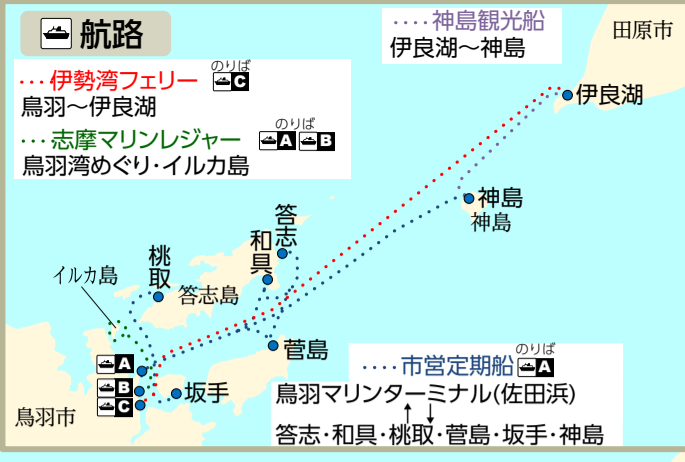 航路
‥‥神島観光船
伊良湖〜神島
田原市
…伊勢湾フェリー のりば C
鳥羽〜伊良湖
…志摩マリンレジャー のりば A B
鳥羽湾めぐり・イルカ島
伊良湖
神島
神島
答志
和具
桃取
イルカ島
答志島
菅島
A
B
C
坂手
鳥羽市
‥‥市営定期船 のりば A
鳥羽マリンターミナル(佐田浜)
↑↓
答志・和具・桃取・菅島・坂手・神島